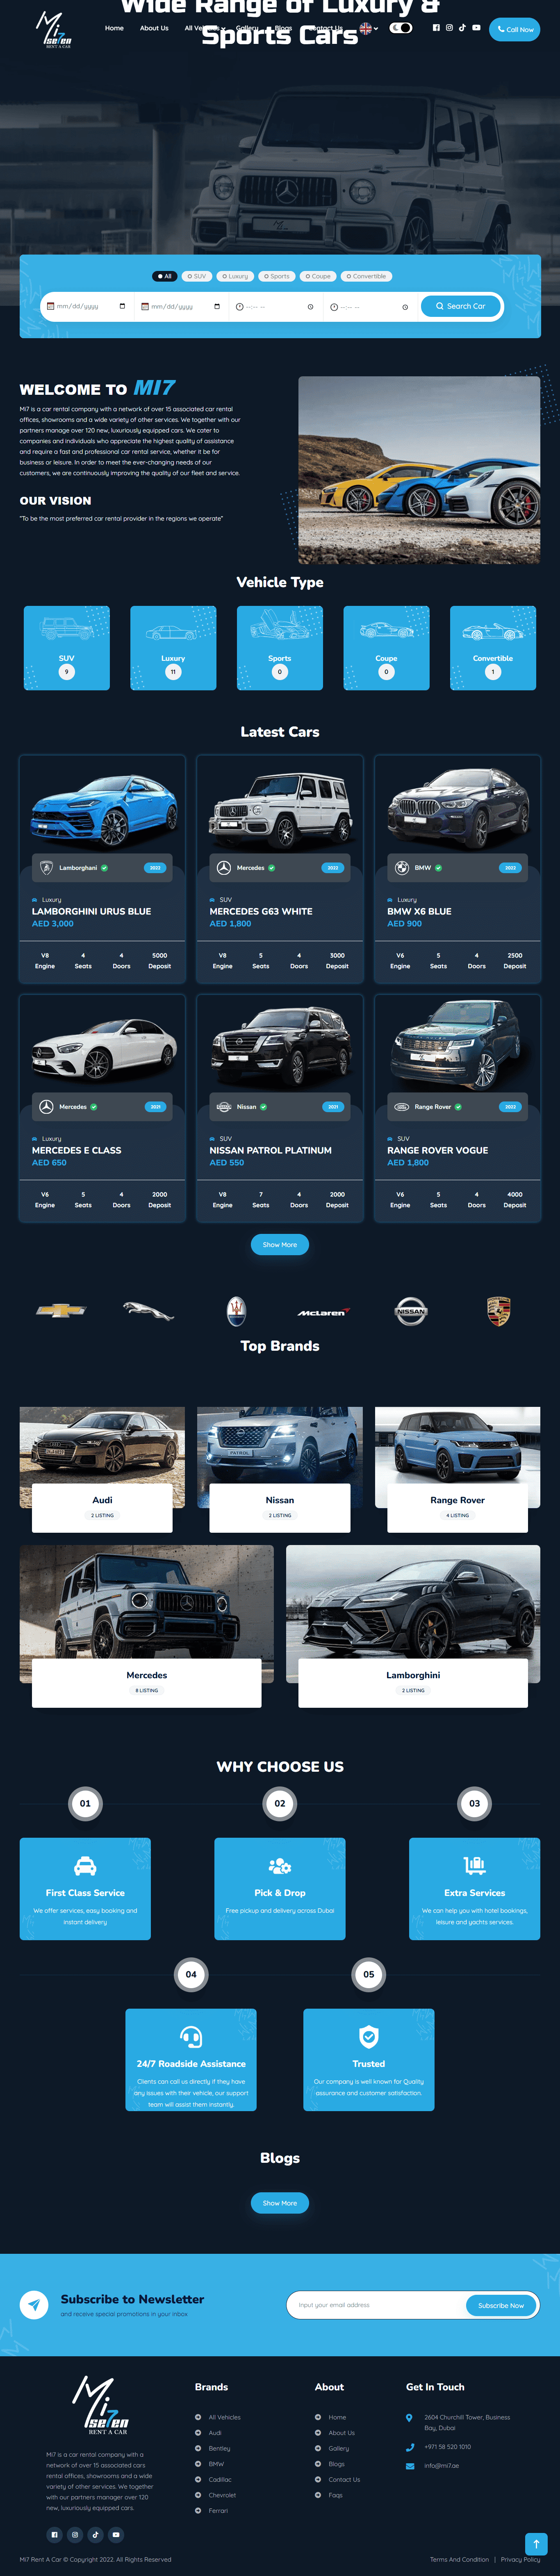 Wide Range of Luxury &
Sports Cars
Mi7
se7en
RENT A CAR
Home
About Us
All Vehicles
Gallery
Blogs
Contact Us
Call Now
All
SUV
Luxury
Sports
Coupe
Convertible
mm/dd/yyyy
mm/dd/yyyy
--:-- --
--:-- --
Search Car
WELCOME TO MI7
Mi7 is a car rental company with a network of over 15 associated car rental
offices, showrooms and a wide variety of other services. We together with our
partners manage over 120 new, luxuriously equipped cars. We cater to
companies and individuals who appreciate the highest quality of assistance
and require a fast and professional car rental service, whether it be for
business or leisure. In order to meet the ever-changing needs of our
customers, we are continuously improving the quality of our fleet and service.
OUR VISION
"To be the most preferred car rental provider in the regions we operate"
Vehicle Type
SUV
9
Luxury
11
Sports
0
Coupe
0
Convertible
1
Latest Cars
Lamborghani
2022
Luxury
LAMBORGHINI URUS BLUE
AED 3,000
V8 4 4 5000
Engine Seats Doors Deposit
Mercedes
2022
SUV
MERCEDES G63 WHITE
AED 1,800
V8 5 4 3000
Engine Seats Doors Deposit
BMW
2022
Luxury
BMW X6 BLUE
AED 900
V6 5 4 2500
Engine Seats Doors Deposit
Mercedes
2021
Luxury
MERCEDES E CLASS
AED 650
V6 5 4 2000
Engine Seats Doors Deposit
Nissan
2021
SUV
NISSAN PATROL PLATINUM
AED 550
V8 7 4 2000
Engine Seats Doors Deposit
Range Rover
2022
SUV
RANGE ROVER VOGUE
AED 1,800
V6 5 4 4000
Engine Seats Doors Deposit
Show More
McLaren
NISSAN
Top Brands
Audi
2 LISTING
PATROL
Nissan
2 LISTING
Range Rover
4 LISTING
Mercedes
8 LISTING
Lamborghini
2 LISTING
WHY CHOOSE US
01
First Class Service
We offer services, easy booking and
instant delivery
02
Pick & Drop
Free pickup and delivery across Dubai
03
Extra Services
We can help you with hotel bookings,
leisure and yachts services.
04
24/7 Roadside Assistance
Clients can call us directly if they have
any issues with their vehicle, our support
team will assist them instantly.
05
Trusted
Our company is well known for Quality
assurance and customer satisfaction.
Blogs
Show More
Subscribe to Newsletter
and receive special promotions in your inbox
Input your email address
Subscribe Now
Mi7
se7en
RENT A CAR
Mi7 is a car rental company with a
network of over 15 associated cars
rental offices, showrooms and a wide
variety of other services. We together
with our partners manage over 120
new, luxuriously equipped cars.
Brands
All Vehicles
Audi
Bentley
BMW
Cadillac
Chevrolet
Ferrari
About
Home
About Us
Gallery
Blogs
Contact Us
Faqs
Get In Touch
2604 Churchill Tower, Business
Bay, Dubai
+971 58 520 1010
info@mi7.ae
Mi7 Rent A Car © Copyright 2022. All Rights Reserved
Terms And Condition | Privacy Policy